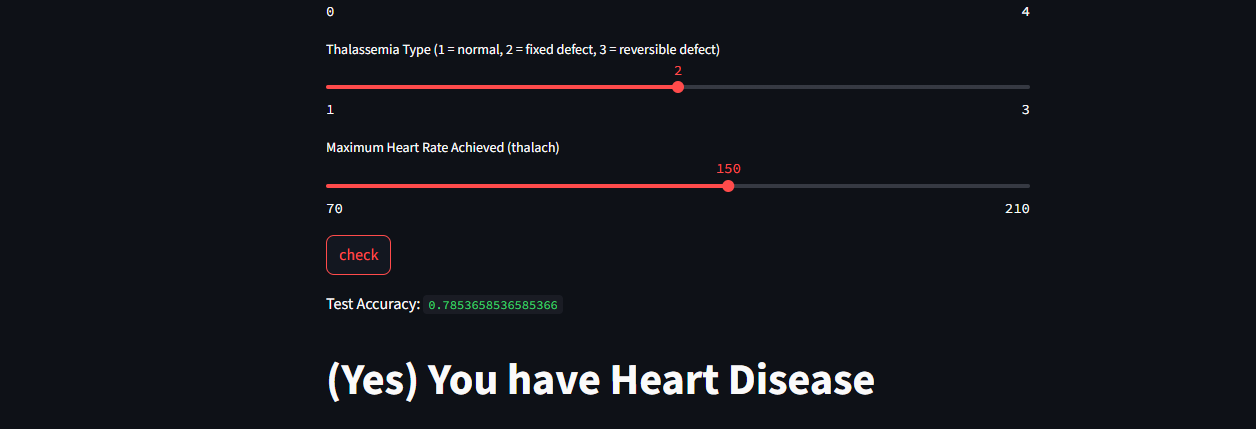 0 4
Thalassemia Type (1 = normal, 2 = fixed defect, 3 = reversible defect)
2
1 3
Maximum Heart Rate Achieved (thalach)
150
70 210
check
Test Accuracy: 0.7853658536585366
(Yes) You have Heart Disease